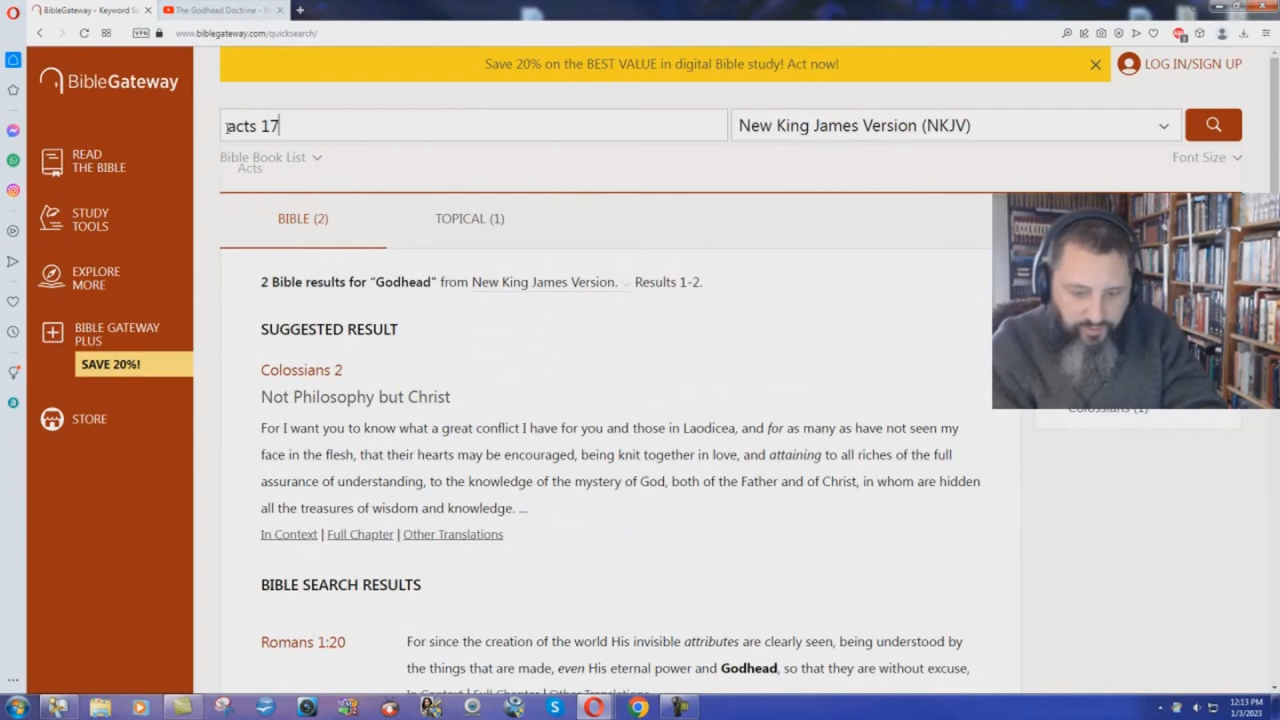 BibleGateway - Keyword Se
The Godhead Doctrine - Yo
VPN
www.biblegateway.com/quicksearch/
Save 20% on the BEST VALUE in digital Bible study! Act now!
LOG IN/SIGN UP
BibleGateway
acts 17
New King James Version (NKJV)
Bible Book List
Font Size
Acts
READ
THE BIBLE
STUDY
TOOLS
EXPLORE
MORE
BIBLE GATEWAY
PLUS
SAVE 20%!
STORE
BIBLE (2)
TOPICAL (1)
2 Bible results for “Godhead” from New King James Version. Results 1-2.
SUGGESTED RESULT
Colossians 2
Not Philosophy but Christ
For I want you to know what a great conflict I have for you and those in Laodicea, and for as many as have not seen my
face in the flesh, that their hearts may be encouraged, being knit together in love, and attaining to all riches of the full
assurance of understanding, to the knowledge of the mystery of God, both of the Father and of Christ, in whom are hidden
all the treasures of wisdom and knowledge. ...
In Context | Full Chapter | Other Translations
Colossians (1)
BIBLE SEARCH RESULTS
Romans 1:20
For since the creation of the world His invisible attributes are clearly seen, being understood by
the things that are made, even His eternal power and Godhead, so that they are without excuse,
In Context | Full Chapter | Other Translations
12:13 PM
1/3/2023